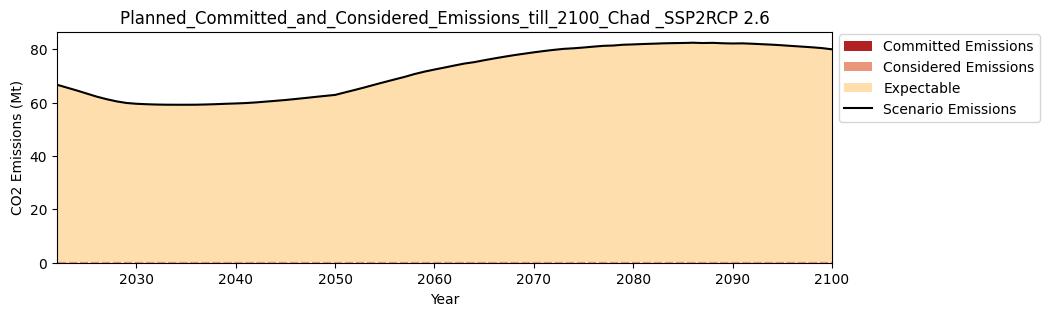 Planned_Committed_and_Considered_Emissions_till_2100_Chad _SSP2RCP 2.6
80
60
40
20
0
CO2 Emissions (Mt)
2030 2040 2050 2060 2070 2080 2090 2100
Year
Committed Emissions
Considered Emissions
Expectable
Scenario Emissions